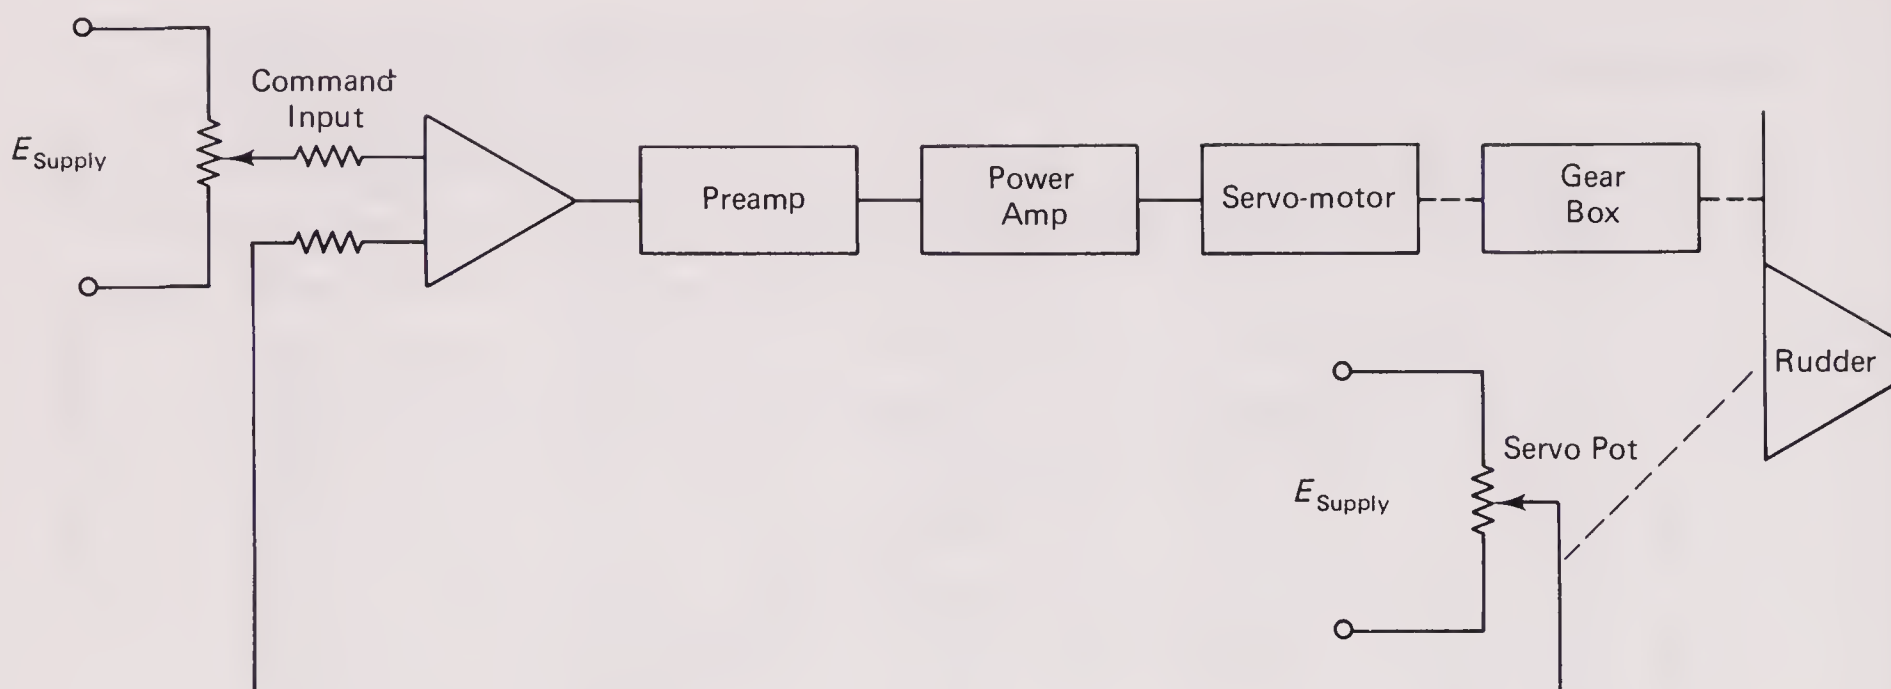 Command
Input
E Supply
Preamp
Power
Amp
Servo-motor
Gear
Box
Rudder
Servo Pot
E Supply